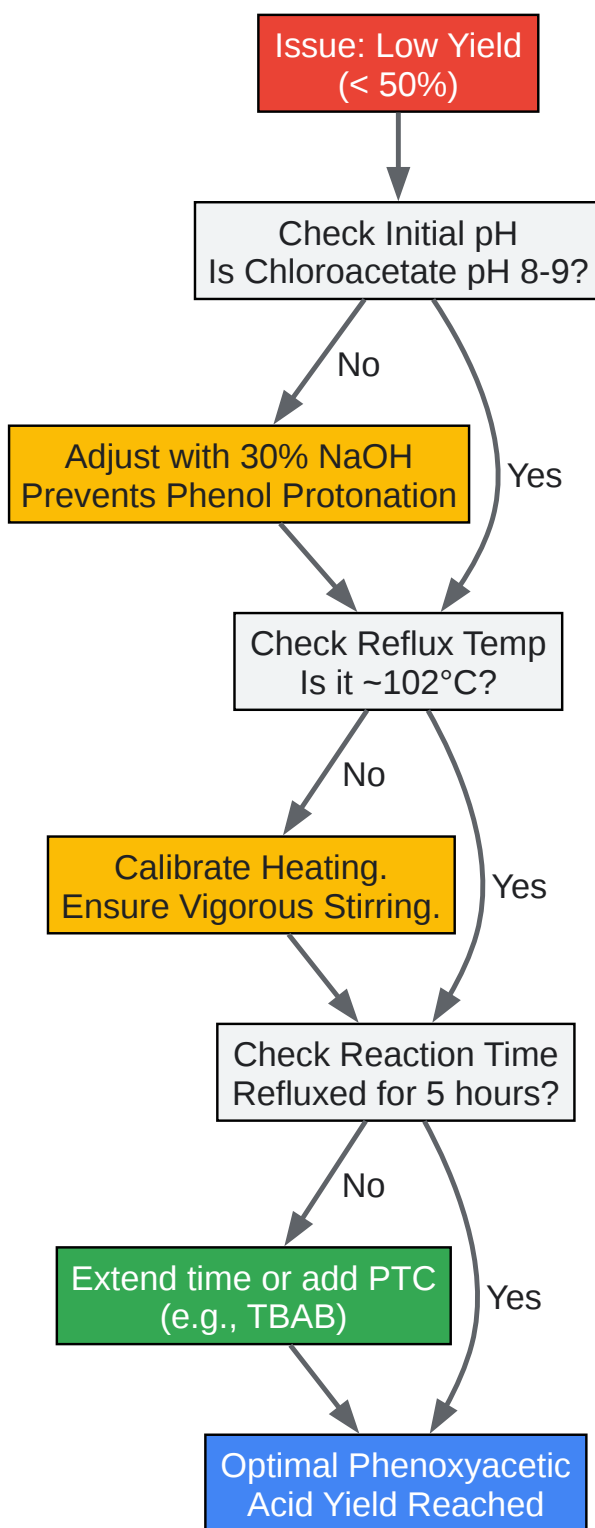 Issue: Low Yield
(< 50%)
Check Initial pH
Is Chloroacetate pH 8-9?
No
Yes
Adjust with 30% NaOH
Prevents Phenol Protonation
Check Reflux Temp
Is it ~102°C?
No
Yes
Calibrate Heating.
Ensure Vigorous Stirring.
Check Reaction Time
Refluxed for 5 hours?
No
Yes
Extend time or add PTC
(e.g., TBAB)
Optimal Phenoxyacetic
Acid Yield Reached